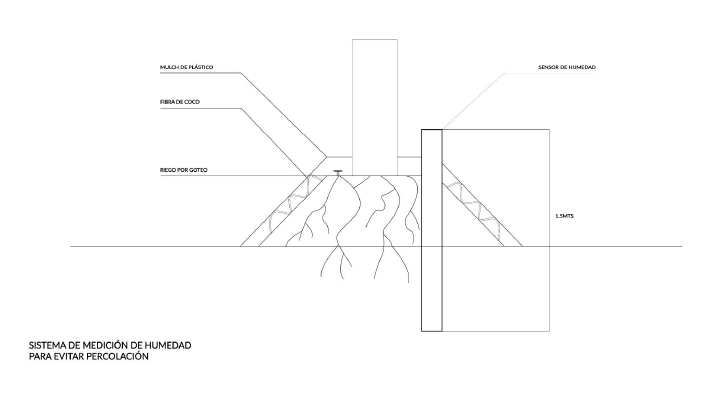 MULCH DE PLÁSTICO
SENSOR DE HUMEDAD
FIBRA DE COCO
RIEGO POR GOTEO
1.5MTS
SISTEMA DE MEDICIÓN DE HUMEDAD
PARA EVITAR PERCOLACIÓN